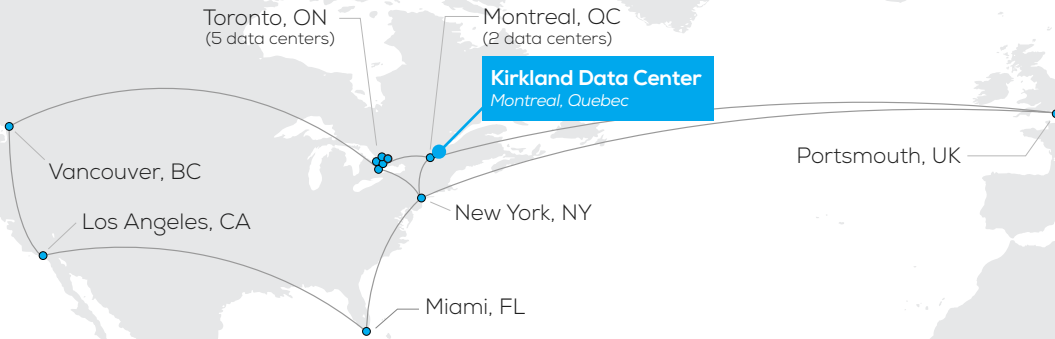 Toronto, ON
(5 data centers)
Montreal, QC
(2 data centers)
Kirkland Data Center
Montreal, Quebec
Vancouver, BC
Portsmouth, UK
Los Angeles, CA
New York, NY
Miami, FL